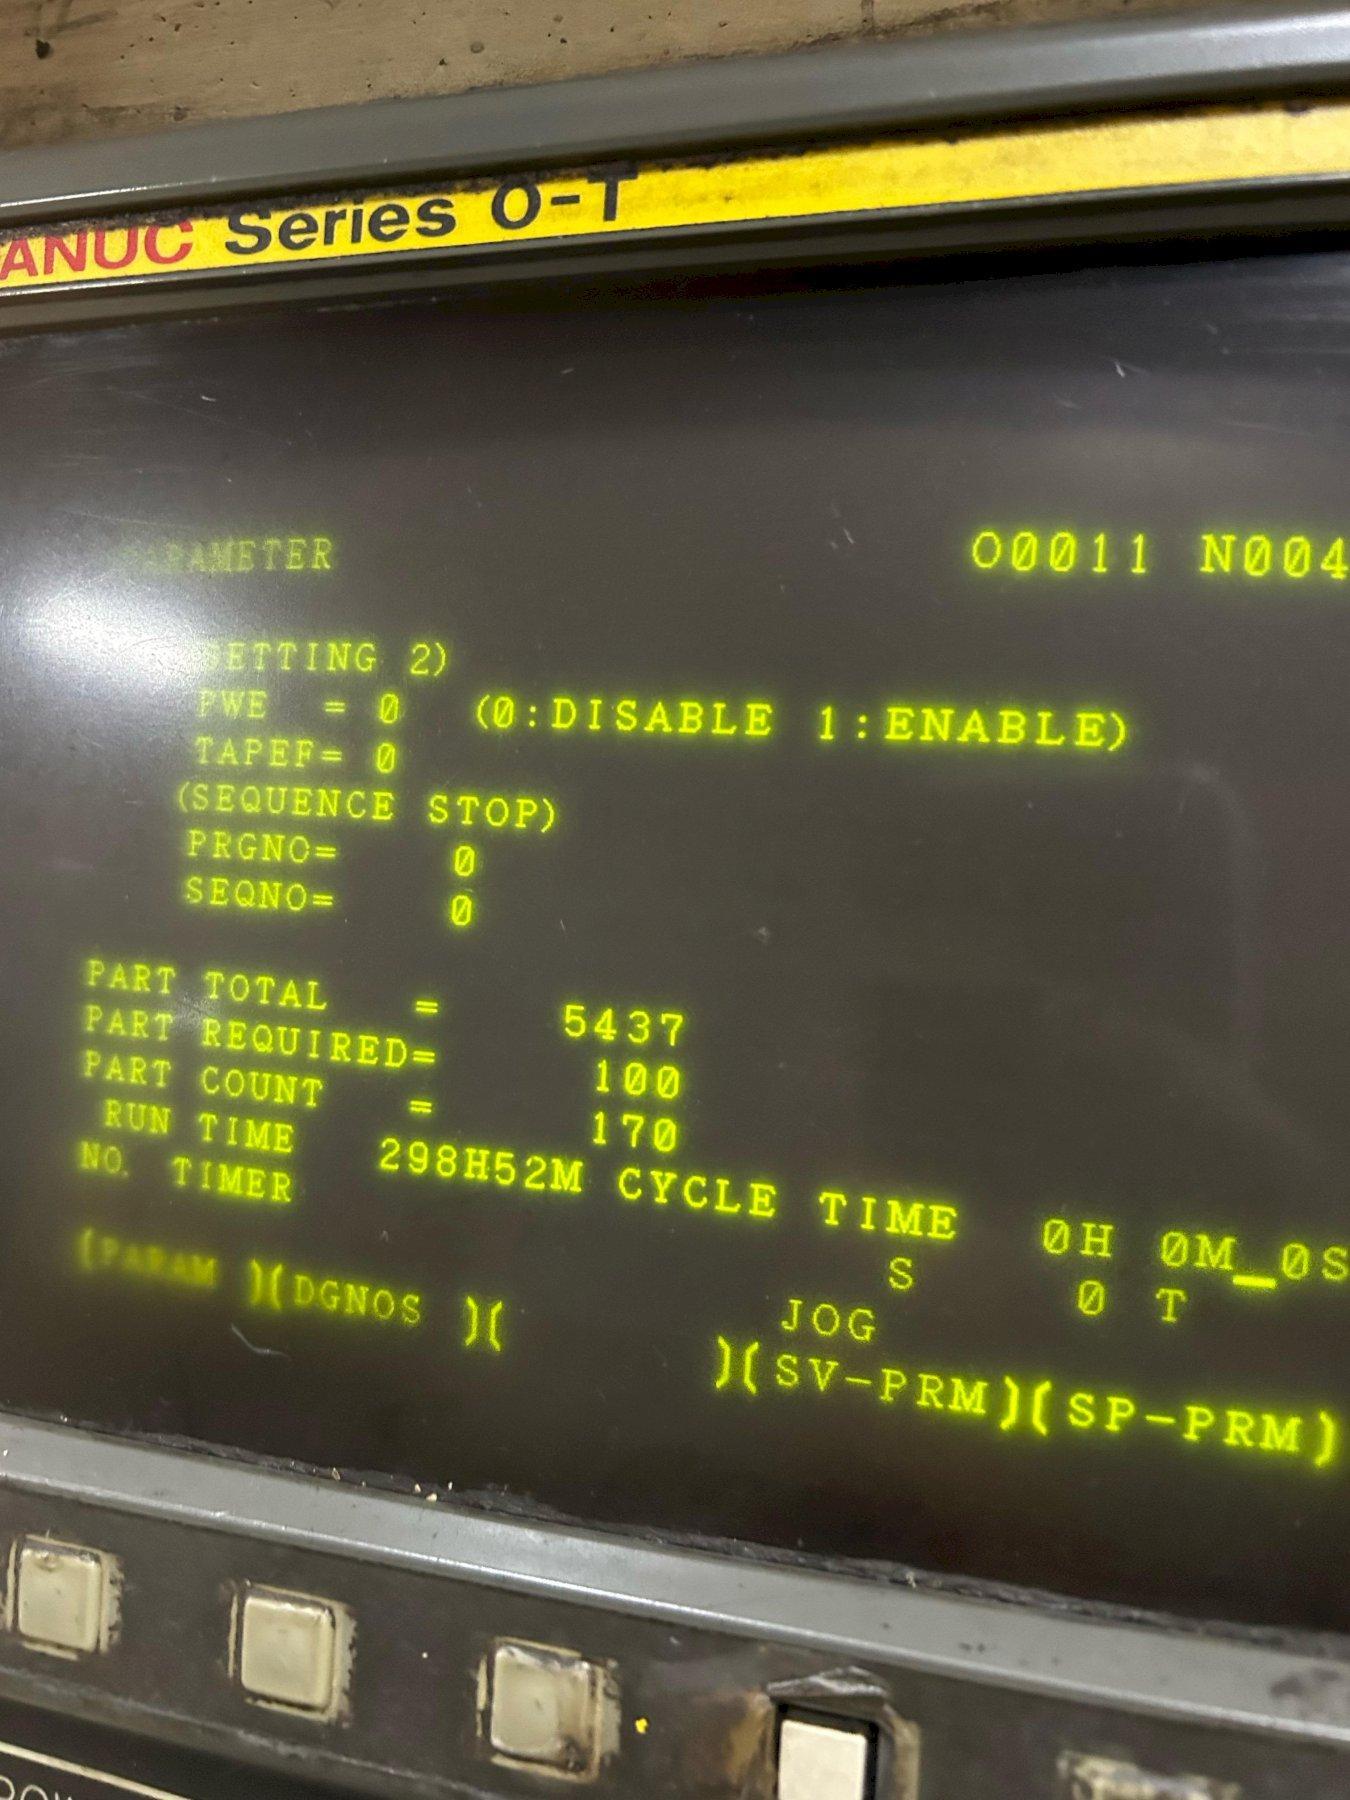 FANUC Series O-T
PARAMETER O0011 N004
(SETTING 2)
PWE = 0 (0:DISABLE 1:ENABLE)
TAPEF= 0
(SEQUENCE STOP)
PRGNO= 0
SEQNO= 0
PART TOTAL = 5437
PART REQUIRED= 100
PART COUNT = 170
RUN TIME 298H52M CYCLE TIME 0H 0M_0S
NO. TIMER S 0 T
JOG
(PARAM )(DGNOS )( )(SV-PRM)(SP-PRM)